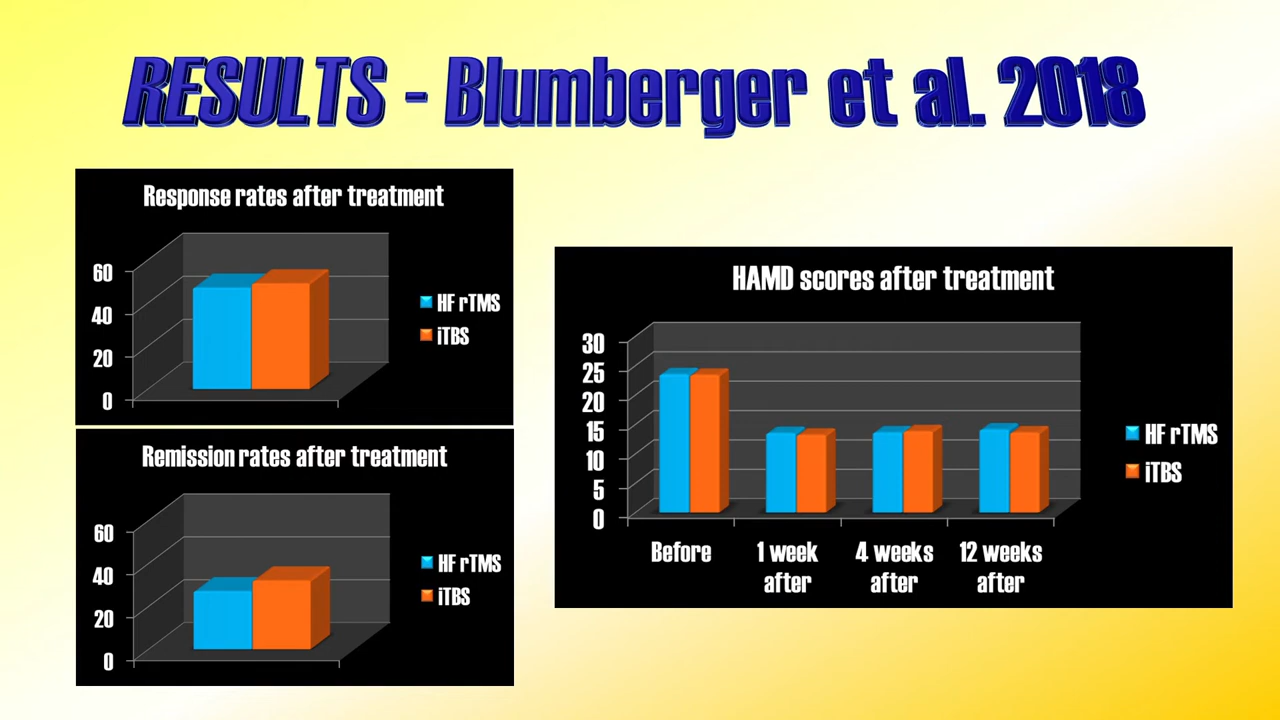 RESULTS - Blumberger et al. 2018
Response rates after treatment
60
40
20
0
HF rTMS
iTBS
Remission rates after treatment
60
40
20
0
HF rTMS
iTBS
HAMD scores after treatment
30
25
20
15
10
5
0
Before
1 week
after
4 weeks
after
12 weeks
after
HF rTMS
iTBS